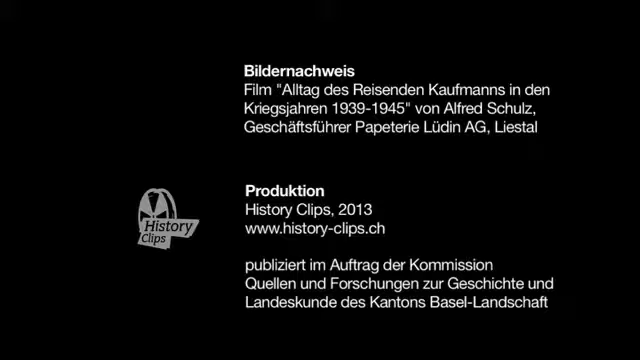 Bildernachweis
Film "Alltag des Reisenden Kaufmanns in den
Kriegsjahren 1939-1945" von Alfred Schulz,
Geschäftsführer Papeterie Lüdin AG, Liestal
Produktion
History Clips, 2013
www.history-clips.ch
History
Clips
publiziert im Auftrag der Kommission
Quellen und Forschungen zur Geschichte und
Landeskunde des Kantons Basel-Landschaft